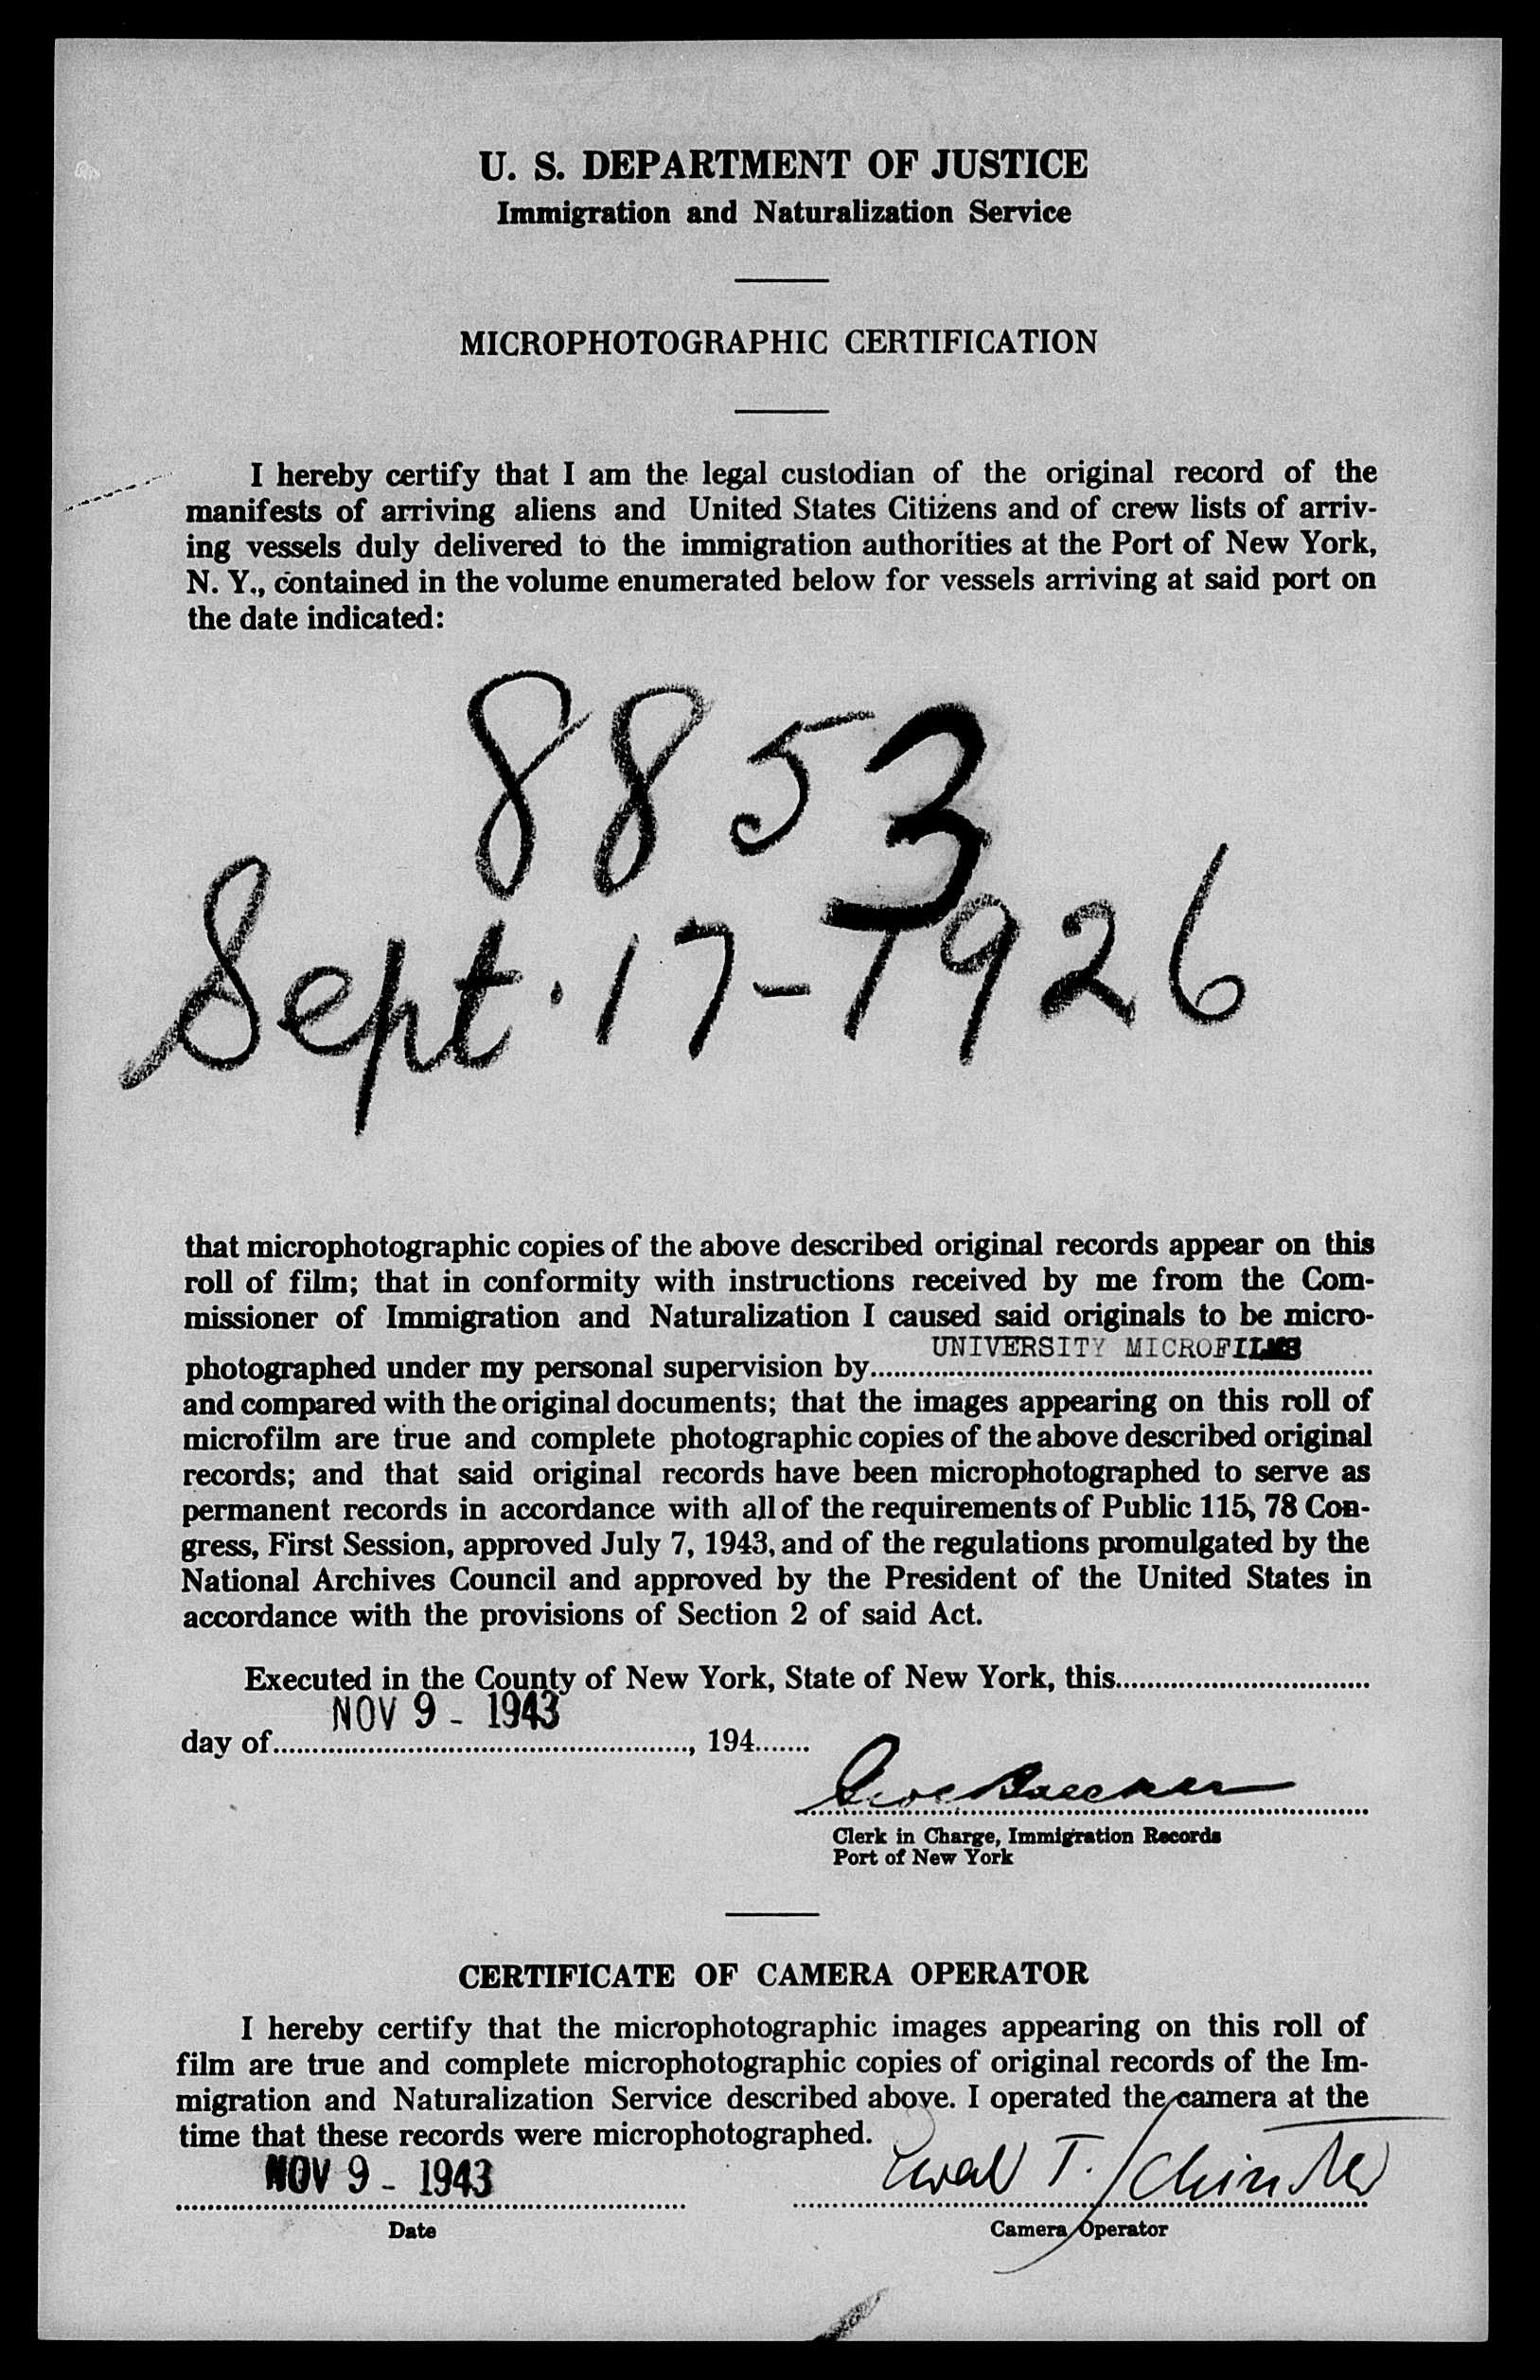 U. S. DEPARTMENT OF JUSTICE
Immigration and Naturalization Service
MICROPHOTOGRAPHIC CERTIFICATION
I hereby certify that I am the legal custodian of the original record of the
manifests of arriving aliens and United States Citizens and of crew lists of arriv-
ing vessels duly delivered to the immigration authorities at the Port of New York,
N. Y., contained in the volume enumerated below for vessels arriving at said port on
the date indicated:
8853
Sept. 17-1926
that microphotographic copies of the above described original records appear on this
roll of film; that in conformity with instructions received by me from the Com-
missioner of Immigration and Naturalization I caused said originals to be micro-
UNIVERSITY MICROFILMS
photographed under my personal supervision by
and compared with the original documents; that the images appearing on this roll of
microfilm are true and complete photographic copies of the above described original
records; and that said original records have been microphotographed to serve as
permanent records in accordance with all of the requirements of Public 115, 78 Con-
gress, First Session, approved July 7, 1943, and of the regulations promulgated by the
National Archives Council and approved by the President of the United States in
accordance with the provisions of Section 2 of said Act.
Executed in the County of New York, State of New York, this
NOV 9 - 1943
day of , 194
Clerk in Charge, Immigration Records
Port of New York
CERTIFICATE OF CAMERA OPERATOR
I hereby certify that the microphotographic images appearing on this roll of
film are true and complete microphotographic copies of original records of the Im-
migration and Naturalization Service described above. I operated the camera at the
time that these records were microphotographed.
NOV 9 - 1943
Date
Camera Operator